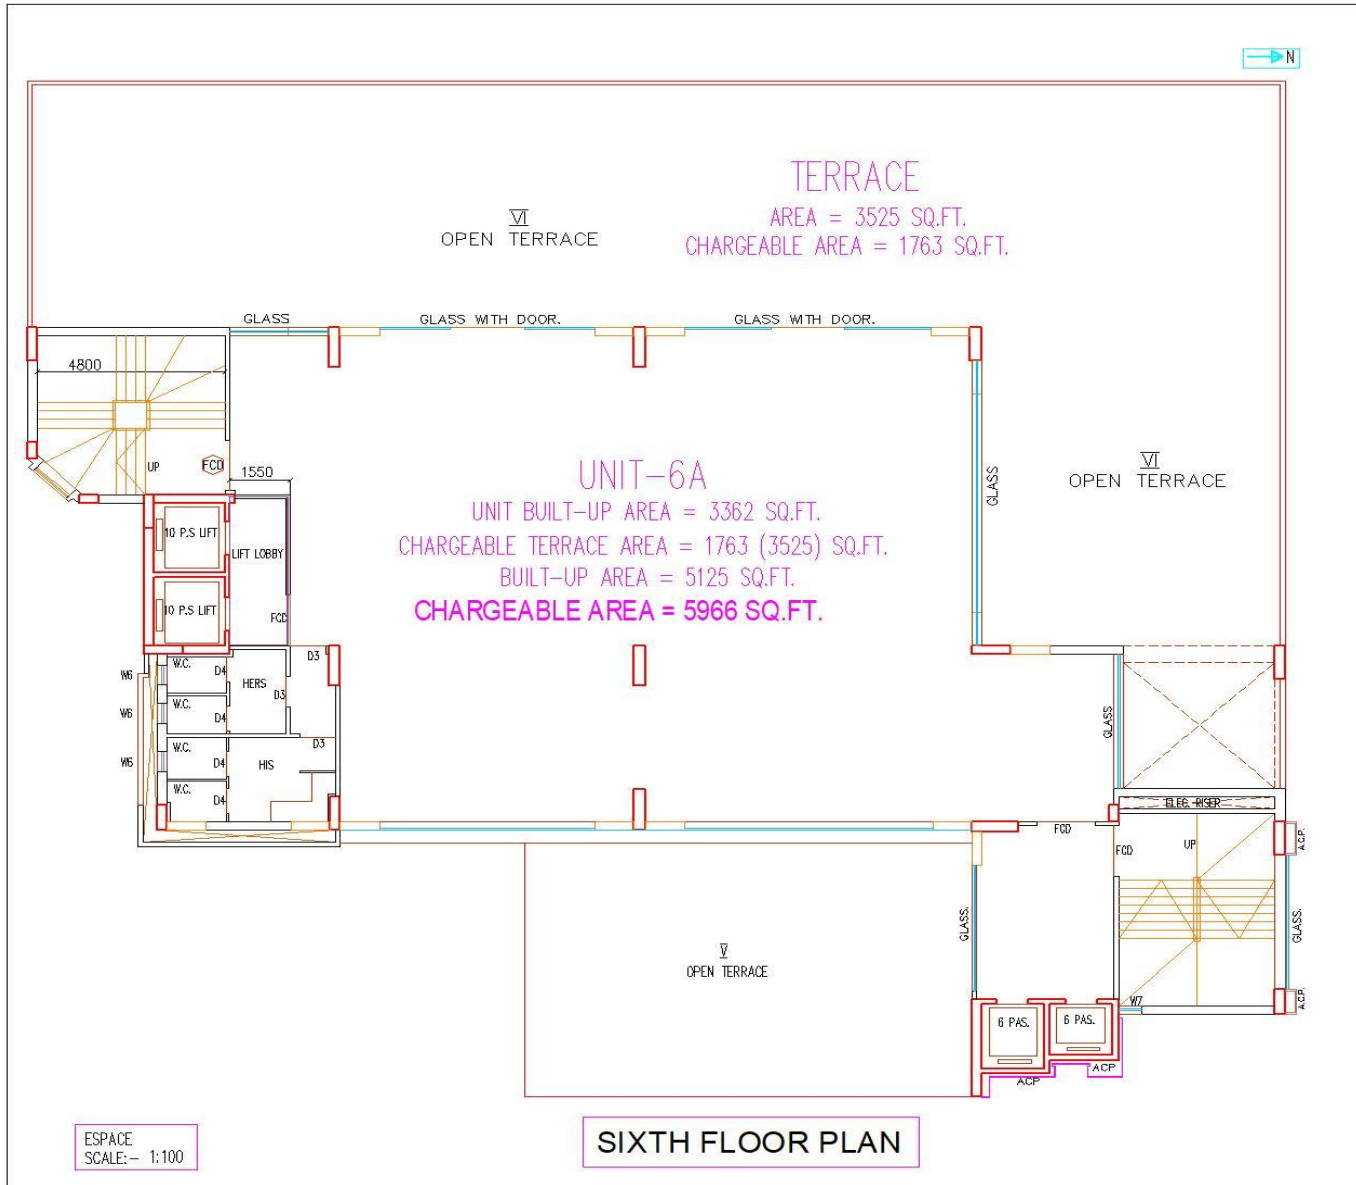 N
TERRACE
AREA = 3525 SQ.FT.
CHARGEABLE AREA = 1763 SQ.FT.
VI
OPEN TERRACE
GLASS
GLASS WITH DOOR.
GLASS WITH DOOR.
4800
UP
FCD
1550
GLASS
VI
OPEN TERRACE
UNIT-6A
UNIT BUILT-UP AREA = 3362 SQ.FT.
CHARGEABLE TERRACE AREA = 1763 (3525) SQ.FT.
BUILT-UP AREA = 5125 SQ.FT.
CHARGEABLE AREA = 5966 SQ.FT.
10 P.S LIFT
LIFT LOBBY
10 P.S LIFT
FCD
W6
W.C.
D4
HERS
D3
D3
W6
W.C.
D4
W6
W.C.
D4
HIS
D3
W.C.
D4
GLASS
ELEC. RISER
FCD
FCD
UP
A.C.P.
GLASS.
GLASS.
V
OPEN TERRACE
W7
A.C.P.
6 PAS.
6 PAS.
ACP
ACP
ESPACE
SCALE:- 1:100
SIXTH FLOOR PLAN